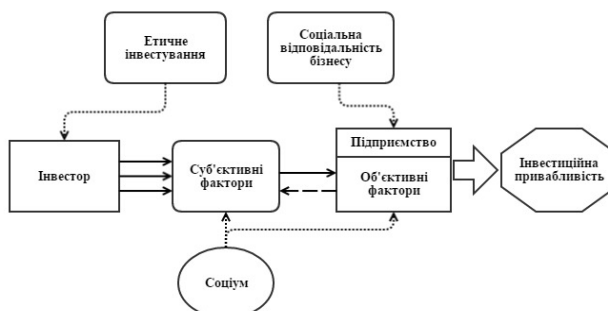 Етичне
інвестування
Соціальна
відповідальність
бізнесу
Інвестор
Суб'єктивні
фактори
Підприємство
Об'єктивні
фактори
Інвестиційна
привабливість
Соціум